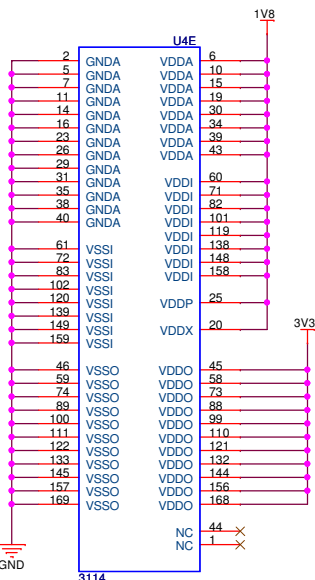 1V8
U4E
2 GNDA VDDA 6
5 GNDA VDDA 10
7 GNDA VDDA 15
11 GNDA VDDA 19
14 GNDA VDDA 30
16 GNDA VDDA 34
23 GNDA VDDA 39
26 GNDA VDDA 43
29 GNDA
31 GNDA VDDI 60
35 GNDA VDDI 71
38 GNDA VDDI 82
40 GNDA VDDI 101
VDDI 119
61 VSSI VDDI 138
72 VSSI VDDI 148
83 VSSI VDDI 158
102 VSSI
120 VSSI VDDP 25
139 VSSI
149 VSSI VDDX 20
159 VSSI
3V3
46 VSSO VDDO 45
59 VSSO VDDO 58
74 VSSO VDDO 73
89 VSSO VDDO 88
100 VSSO VDDO 99
111 VSSO VDDO 110
122 VSSO VDDO 121
133 VSSO VDDO 132
145 VSSO VDDO 144
157 VSSO VDDO 156
169 VSSO VDDO 168
NC 44
NC 1
GND
3114